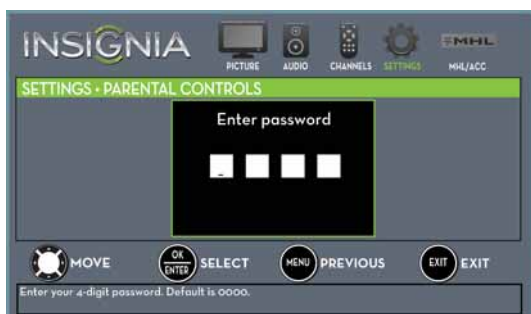 INSIGNIA
PICTURE AUDIO CHANNELS SETTINGS MHL/ACC
MHL
SETTINGS • PARENTAL CONTROLS
Enter password
MOVE OK ENTER SELECT MENU PREVIOUS EXIT EXIT
Enter your 4-digit password. Default is 0000.